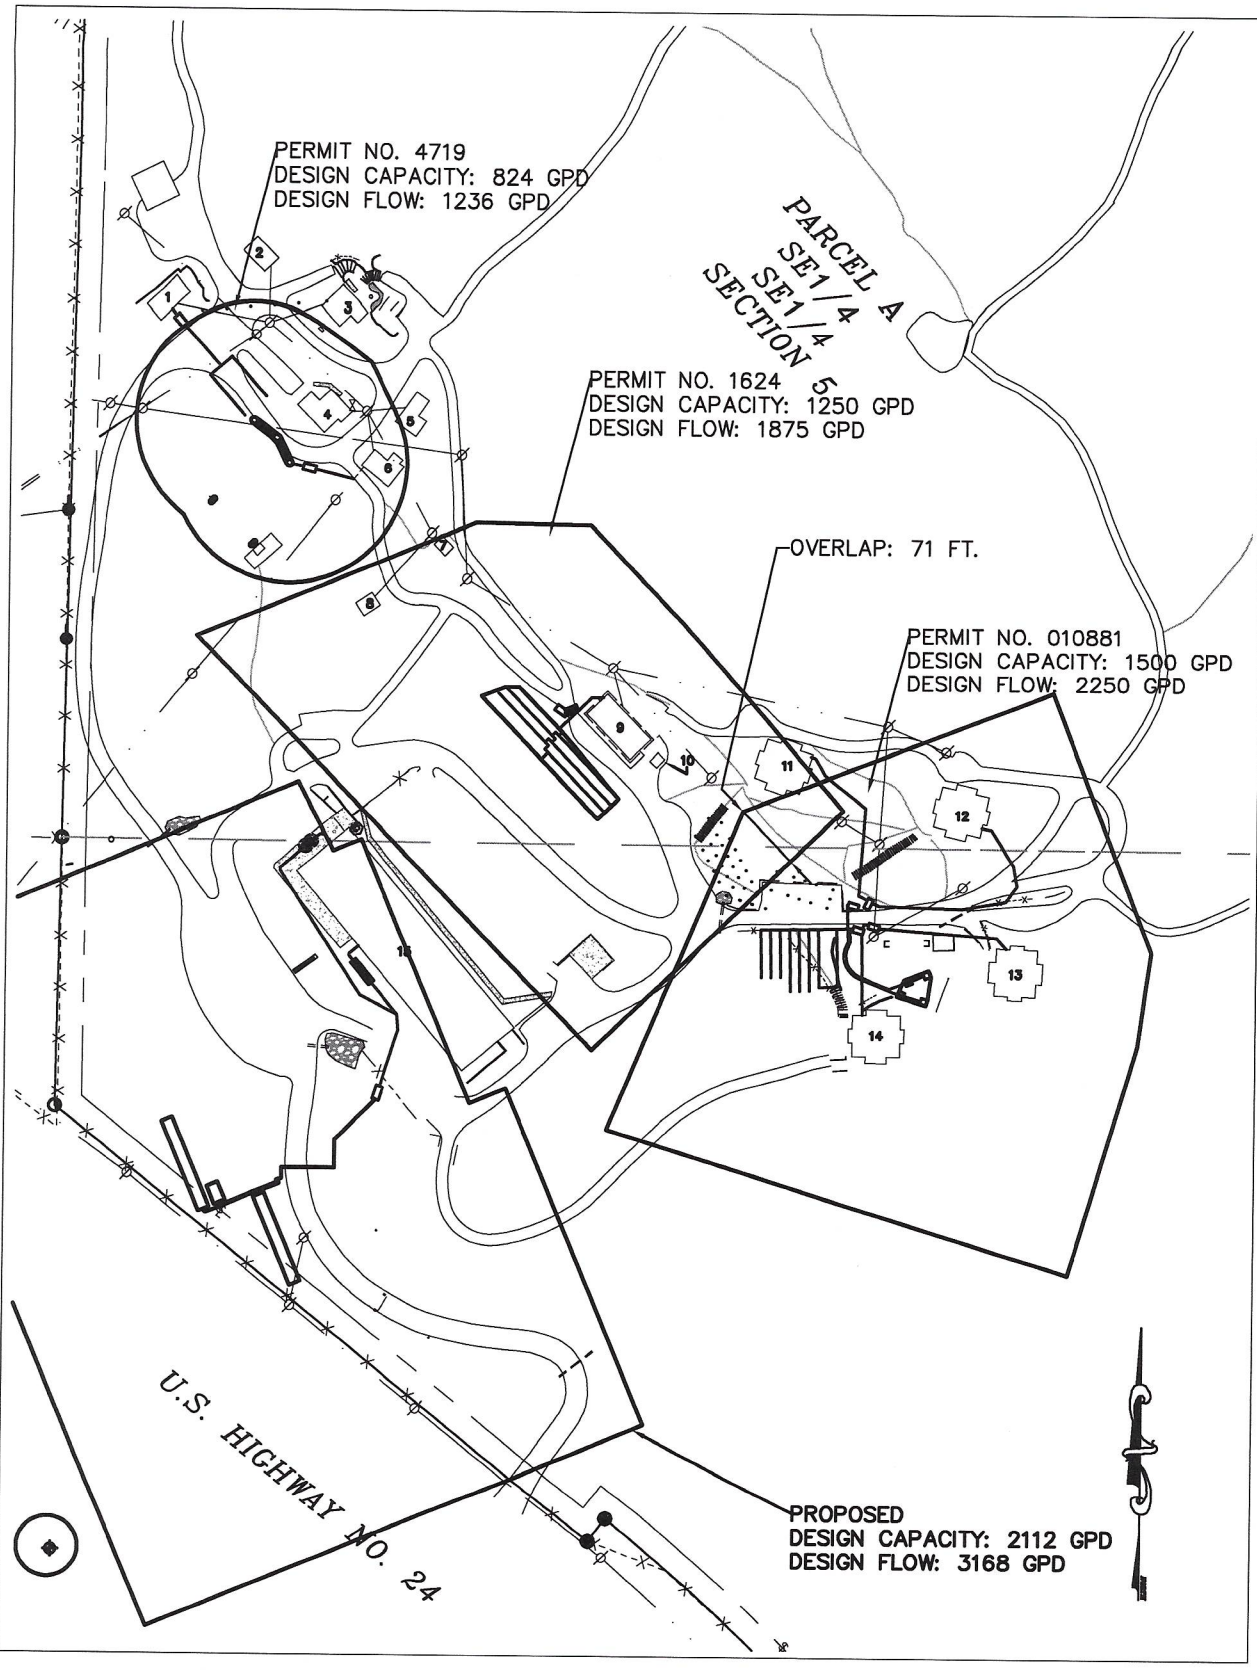 PERMIT NO. 4719
DESIGN CAPACITY: 824 GPD
DESIGN FLOW: 1236 GPD
PARCEL A
SE1/4
SE1/4
SECTION 5
2
1
3
PERMIT NO. 1624
DESIGN CAPACITY: 1250 GPD
DESIGN FLOW: 1875 GPD
4
5
6
7
OVERLAP: 71 FT.
8
PERMIT NO. 010881
DESIGN CAPACITY: 1500 GPD
DESIGN FLOW: 2250 GPD
9
10
11
12
15
13
14
U.S. HIGHWAY NO. 24
PROPOSED
DESIGN CAPACITY: 2112 GPD
DESIGN FLOW: 3168 GPD